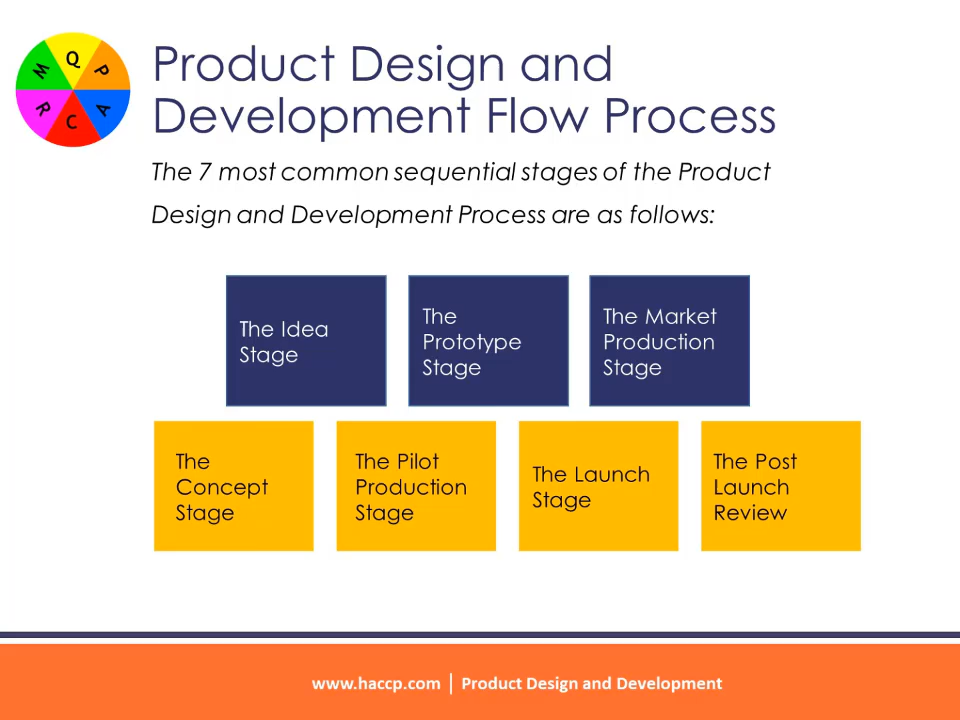 Q
P
A
C
R
M
Product Design and
Development Flow Process
The 7 most common sequential stages of the Product
Design and Development Process are as follows:
The Idea
Stage
The
Prototype
Stage
The Market
Production
Stage
The
Concept
Stage
The Pilot
Production
Stage
The Launch
Stage
The Post
Launch
Review
www.haccp.com | Product Design and Development